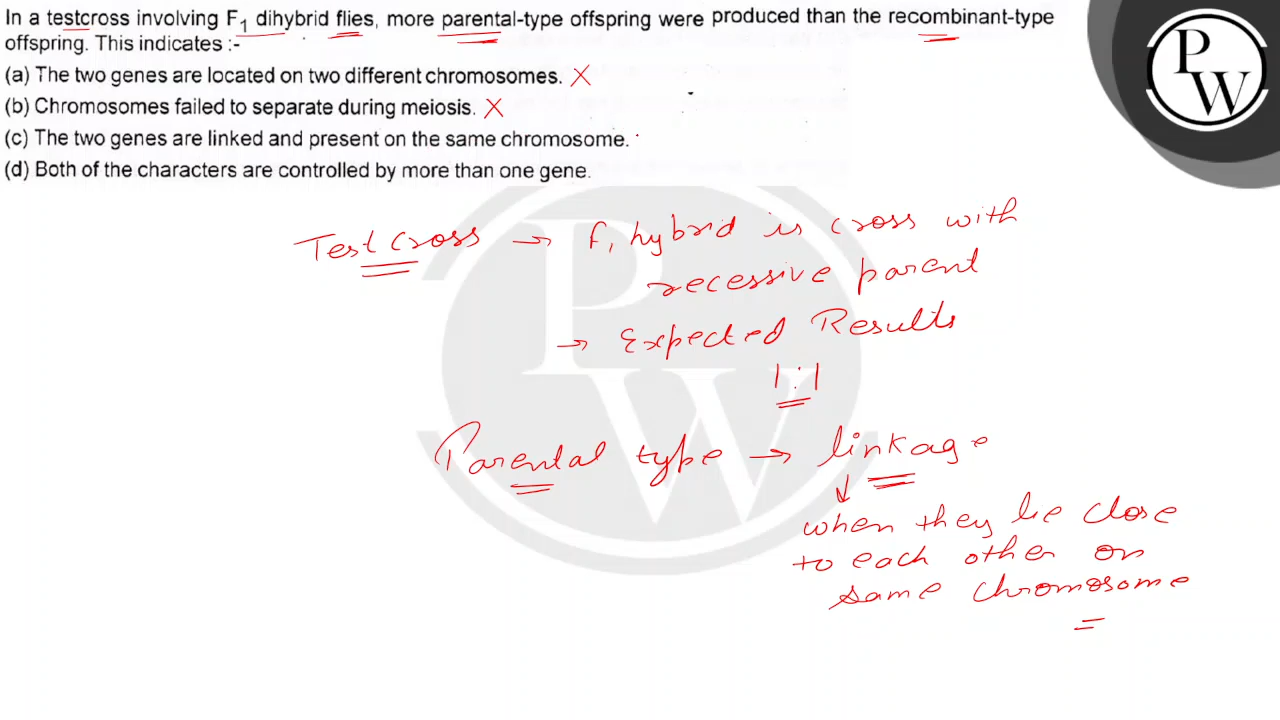 In a testcross involving F1 dihybrid flies, more parental-type offspring were produced than the recombinant-type
offspring. This indicates :-
(a) The two genes are located on two different chromosomes. X
(b) Chromosomes failed to separate during meiosis. X
(c) The two genes are linked and present on the same chromosome.
(d) Both of the characters are controlled by more than one gene.
PW
Test cross → F1 hybrid is cross with
recessive parent
→ Expected Results
1:1
Parental type → linkage
↓
when they lie close
to each other on
same chromosome
PW